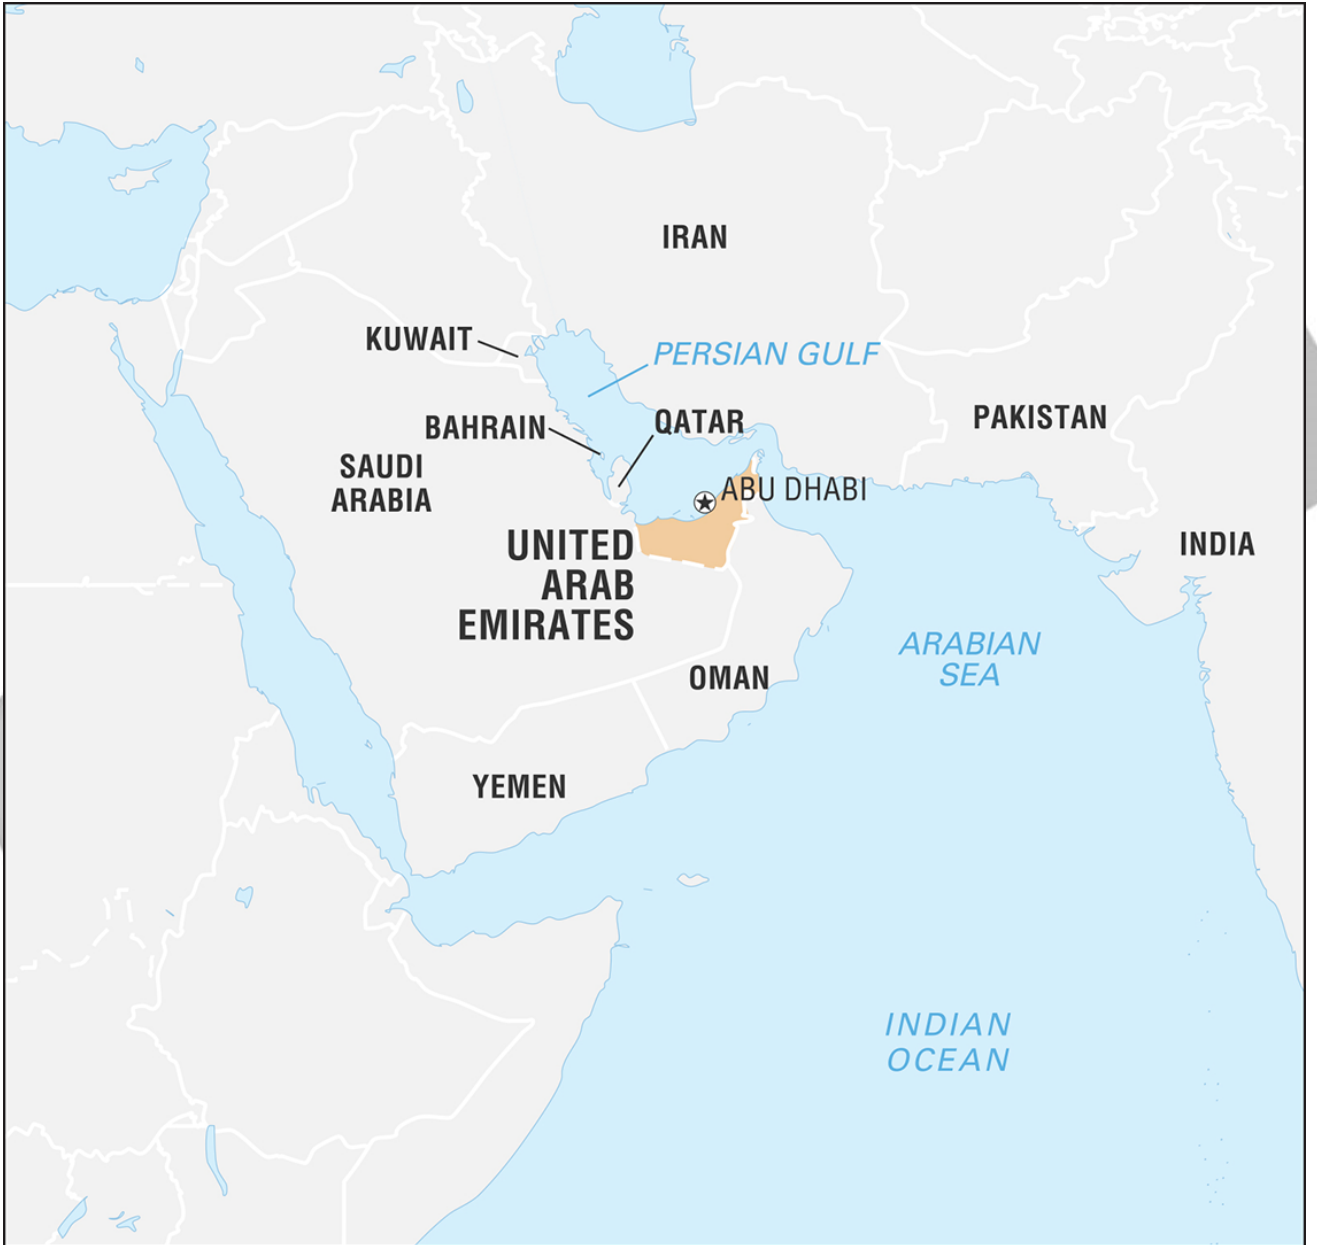 IRAN
KUWAIT
PERSIAN GULF
BAHRAIN
QATAR
PAKISTAN
SAUDI
ARABIA
ABU DHABI
UNITED
ARAB
EMIRATES
INDIA
ARABIAN
SEA
OMAN
YEMEN
INDIAN
OCEAN